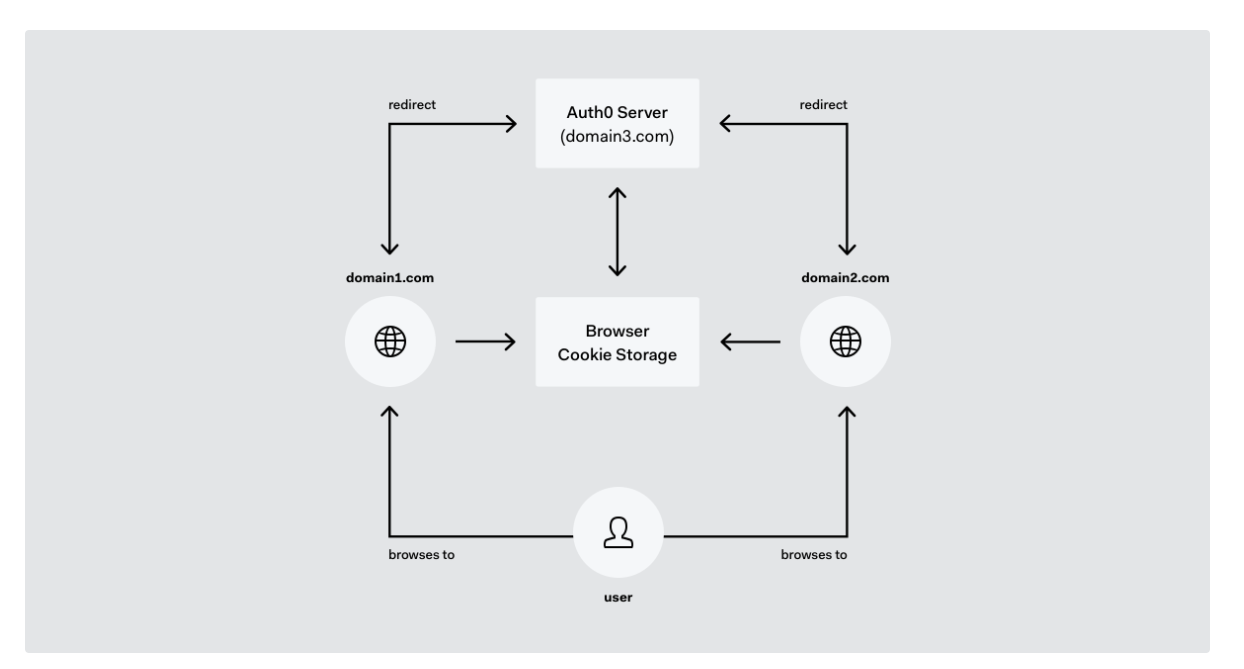 redirect
Auth0 Server
(domain3.com)
redirect
domain1.com
domain2.com
Browser
Cookie Storage
browses to
browses to
user